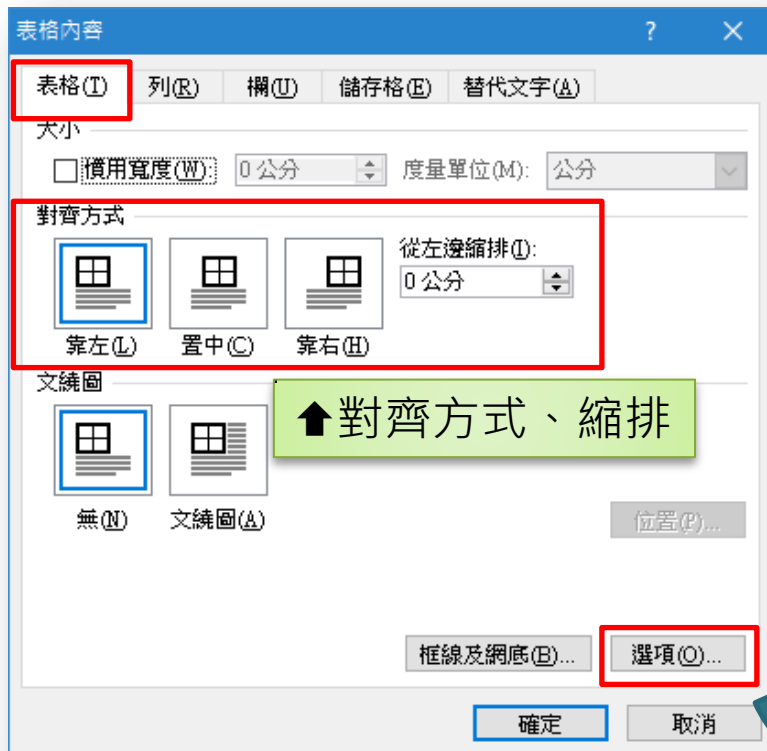 表格內容 ? ✕
表格(T) 列(R) 欄(U) 儲存格(E) 替代文字(A)
大小
慣用寬度(W): 0 公分 度量單位(M): 公分
對齊方式
從左邊縮排(I):
0 公分
靠左(L) 置中(C) 靠右(H)
文繞圖
⬆對齊方式、縮排
無(N) 文繞圖(A) 位置(P)...
框線及網底(B)... 選項(O)...
確定 取消